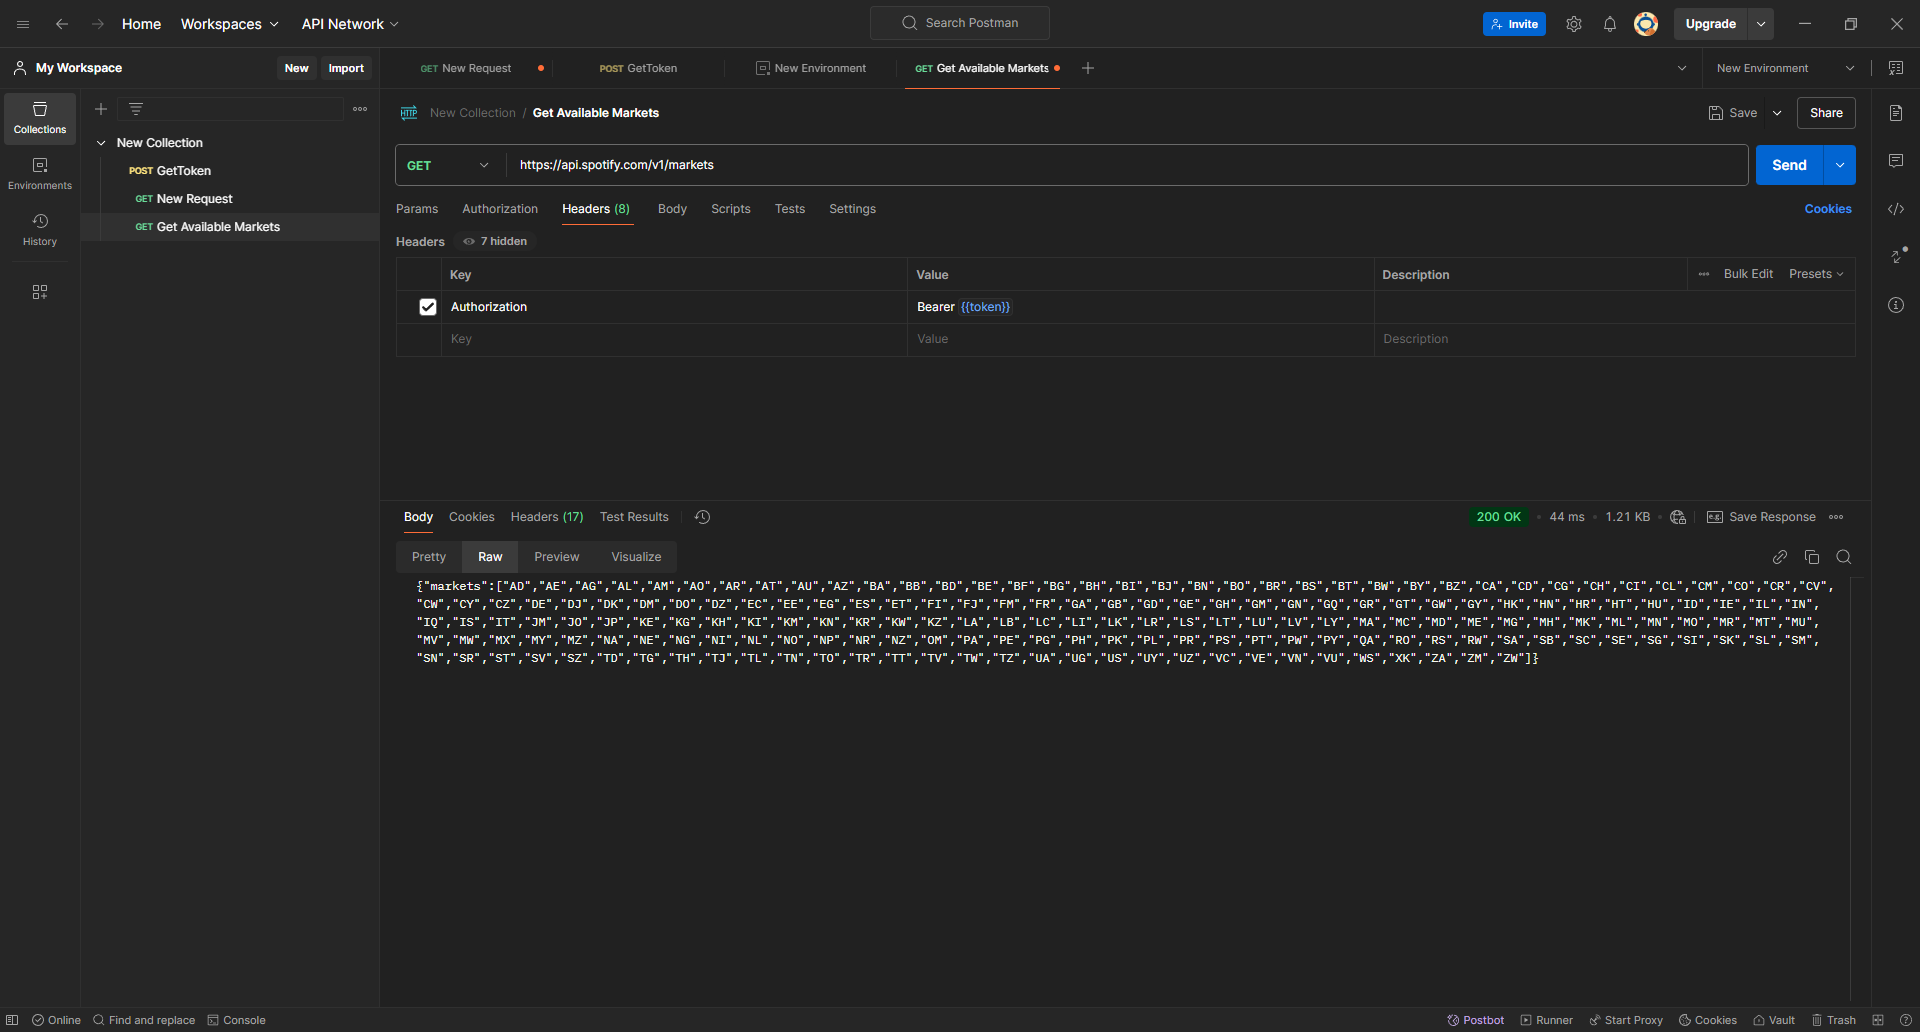 Home Workspaces API Network Search Postman Invite Upgrade
My Workspace New Import GET New Request POST GetToken New Environment GET Get Available Markets New Environment
Collections
Environments
History
New Collection
POST GetToken
GET New Request
GET Get Available Markets
HTTP New Collection / Get Available Markets Save Share
GET https://api.spotify.com/v1/markets Send
Params Authorization Headers (8) Body Scripts Tests Settings Cookies
Headers 7 hidden
Key Value Description Bulk Edit Presets
Authorization Bearer {{token}}
Key Value Description
Body Cookies Headers (17) Test Results 200 OK 44 ms 1.21 KB e.g. Save Response
Pretty Raw Preview Visualize
{"markets":["AD","AE","AG","AL","AM","AO","AR","AT","AU","AZ","BA","BB","BD","BE","BF","BG","BH","BI","BJ","BN","BO","BR","BS","BT","BW","BY","BZ","CA","CD","CG","CH","CI","CL","CM","CO","CR","CV",
"CW","CY","CZ","DE","DJ","DK","DM","DO","DZ","EC","EE","EG","ES","ET","FI","FJ","FM","FR","GA","GB","GD","GE","GH","GM","GN","GQ","GR","GT","GW","GY","HK","HN","HR","HT","HU","ID","IE","IL","IN",
"IQ","IS","IT","JM","JO","JP","KE","KG","KH","KI","KM","KN","KR","KW","KZ","LA","LB","LC","LI","LK","LR","LS","LT","LU","LV","LY","MA","MC","MD","ME","MG","MH","MK","ML","MN","MO","MR","MT","MU",
"MV","MW","MX","MY","MZ","NA","NE","NG","NI","NL","NO","NP","NR","NZ","OM","PA","PE","PG","PH","PK","PL","PR","PS","PT","PW","PY","QA","RO","RS","RW","SA","SB","SC","SE","SG","SI","SK","SL","SM",
"SN","SR","ST","SV","SZ","TD","TG","TH","TJ","TL","TN","TO","TR","TT","TV","TW","TZ","UA","UG","US","UY","UZ","VC","VE","VN","VU","WS","XK","ZA","ZM","ZW"]}
Online Find and replace Console Postbot Runner Start Proxy Cookies Vault Trash